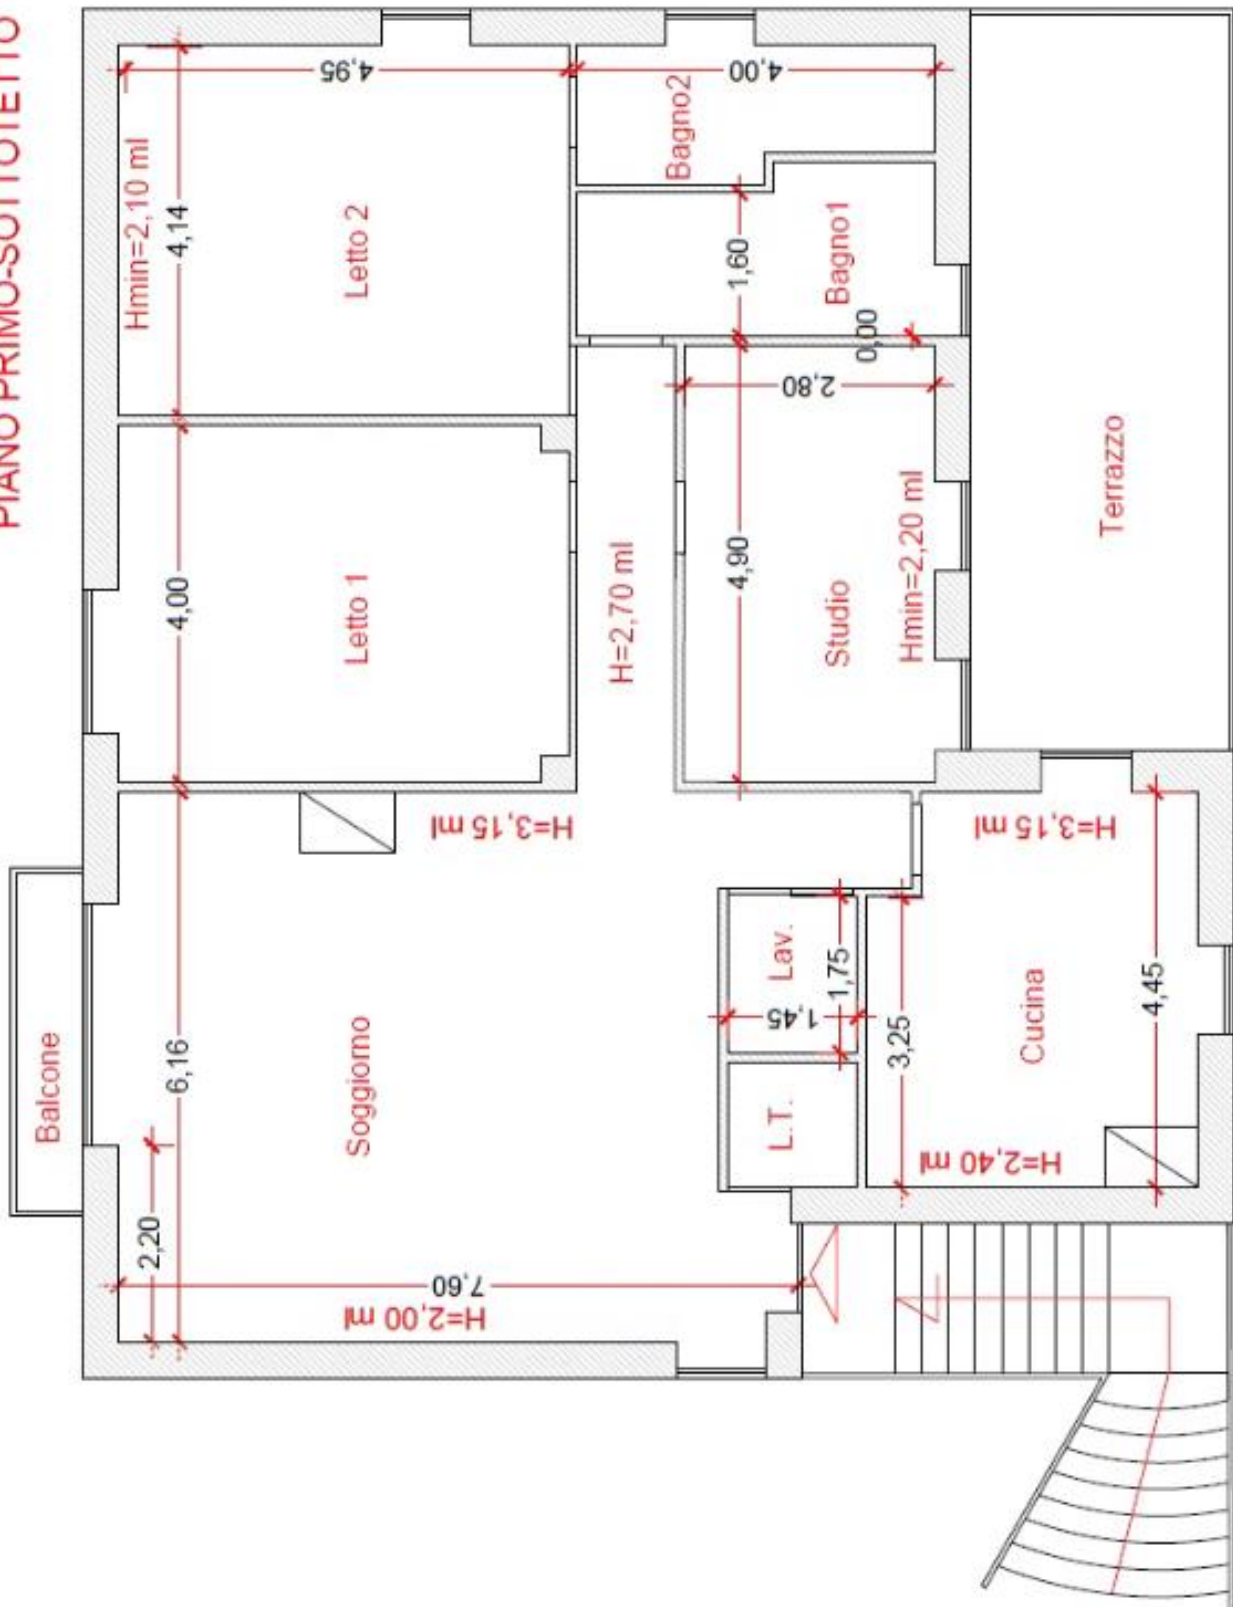 PIANO PRIMO-SOTTOTETTO
4,95
4,00
Hmin=2,10 ml
4,14
Letto 2
Bagno2
1,60
Bagno1
0,00
2,80
4,00
Letto 1
H=2,70 ml
4,90
Studio
Hmin=2,20 ml
Terrazzo
H=3,15 ml
H=3,15 ml
Balcone
6,16
Soggiorno
Lav.
1,75
1,45
3,25
Cucina
4,45
L.T.
H=2,40 ml
2,20
7,60
H=2,00 ml